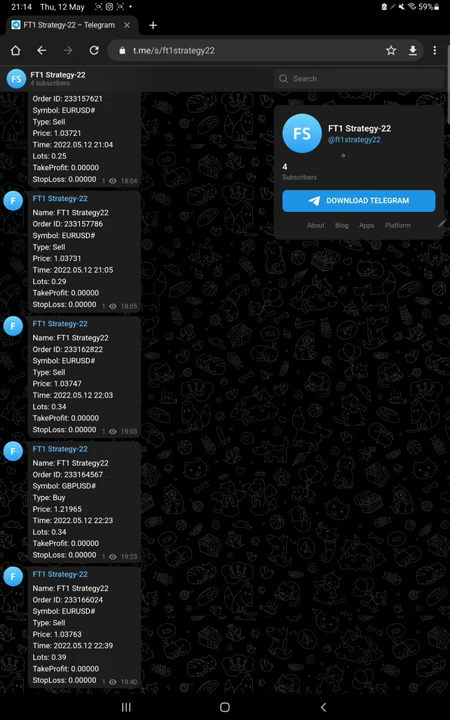 21:14 Thu, 12 May
59%
FT1 Strategy-22 – Telegram
t.me/s/ft1strategy22
FS
FT1 Strategy-22
4 subscribers
Search
Order ID: 233157621
Symbol: EURUSD#
Type: Sell
Price: 1.03721
Time: 2022.05.12 21:04
Lots: 0.25
TakeProfit: 0.00000
StopLoss: 0.00000
1 18:04
F
FT1 Strategy-22
Name: FT1 Strategy22
Order ID: 233157786
Symbol: EURUSD#
Type: Sell
Price: 1.03731
Time: 2022.05.12 21:05
Lots: 0.29
TakeProfit: 0.00000
StopLoss: 0.00000
1 18:05
F
FT1 Strategy-22
Name: FT1 Strategy22
Order ID: 233162822
Symbol: EURUSD#
Type: Sell
Price: 1.03747
Time: 2022.05.12 22:03
Lots: 0.34
TakeProfit: 0.00000
StopLoss: 0.00000
1 19:03
F
FT1 Strategy-22
Name: FT1 Strategy22
Order ID: 233164567
Symbol: GBPUSD#
Type: Buy
Price: 1.21965
Time: 2022.05.12 22:23
Lots: 0.34
TakeProfit: 0.00000
StopLoss: 0.00000
1 19:23
F
FT1 Strategy-22
Name: FT1 Strategy22
Order ID: 233166024
Symbol: EURUSD#
Type: Sell
Price: 1.03763
Time: 2022.05.12 22:39
Lots: 0.39
TakeProfit: 0.00000
StopLoss: 0.00000
1 19:40
FS
FT1 Strategy-22
@ft1strategy22
4
Subscribers
DOWNLOAD TELEGRAM
About Blog Apps Platform